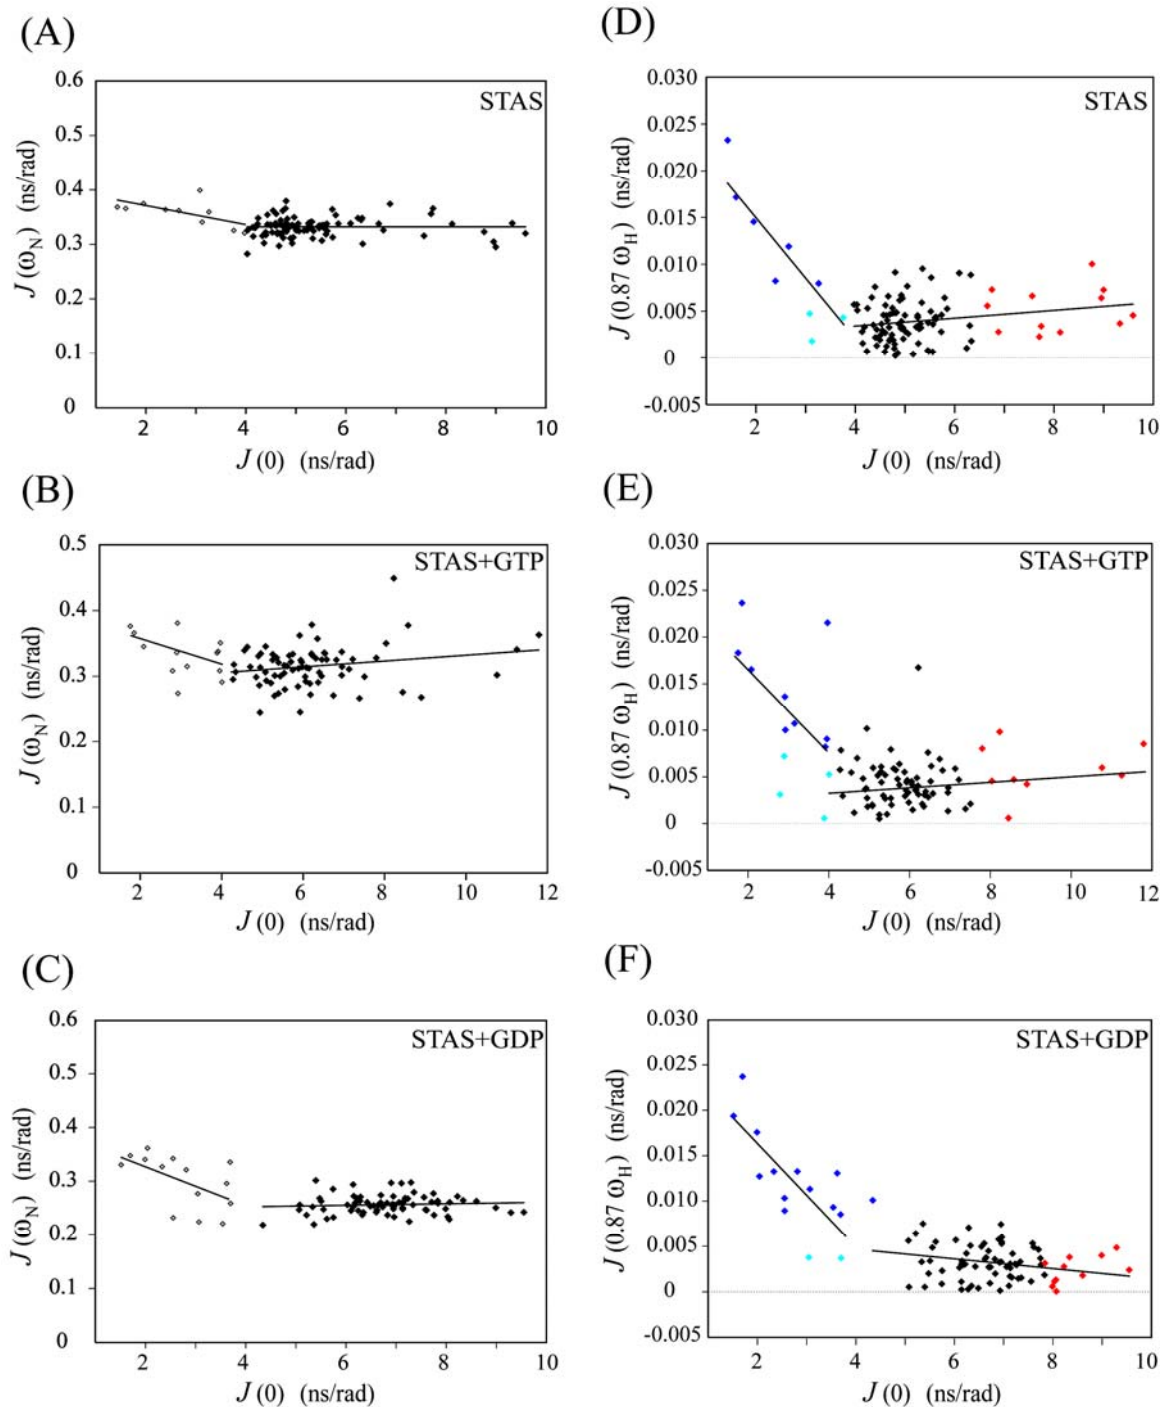 (A)
STAS
0.6
0.5
0.4
0.3
0.2
0.1
0
J(ω_N) (ns/rad)
2 4 6 8 10
J(0) (ns/rad)
(D)
STAS
0.030
0.025
0.020
0.015
0.010
0.005
0
-0.005
J(0.87 ω_H) (ns/rad)
2 4 6 8 10
J(0) (ns/rad)
(B)
STAS+GTP
0.5
0.4
0.3
0.2
0.1
0
J(ω_N) (ns/rad)
2 4 6 8 10 12
J(0) (ns/rad)
(E)
STAS+GTP
0.030
0.025
0.020
0.015
0.010
0.005
0
-0.005
J(0.87 ω_H) (ns/rad)
2 4 6 8 10 12
J(0) (ns/rad)
(C)
STAS+GDP
0.6
0.5
0.4
0.3
0.2
0.1
0
J(ω_N) (ns/rad)
2 4 6 8 10
J(0) (ns/rad)
(F)
STAS+GDP
0.030
0.025
0.020
0.015
0.010
0.005
0
-0.005
J(0.87 ω_H) (ns/rad)
2 4 6 8 10
J(0) (ns/rad)